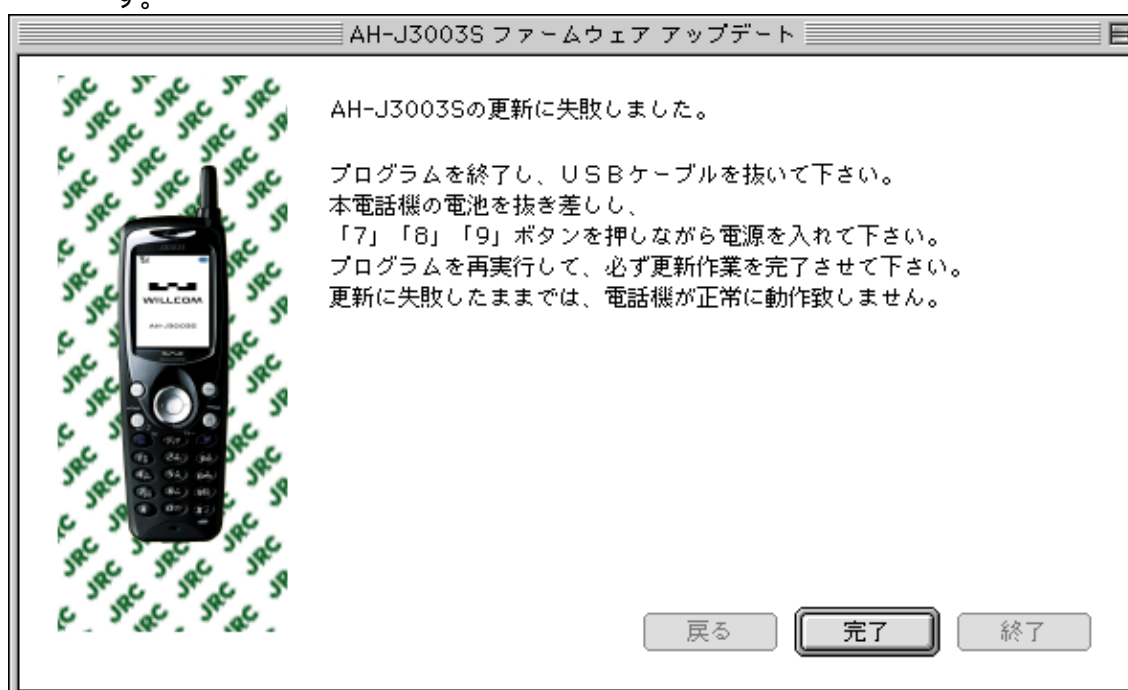 す。
AH-J3003S ファームウェア アップデート
AH-J3003Sの更新に失敗しました。
プログラムを終了し、USBケーブルを抜いて下さい。
本電話機の電池を抜き差しし、
「7」「8」「9」ボタンを押しながら電源を入れて下さい。
プログラムを再実行して、必ず更新作業を完了させて下さい。
更新に失敗したままでは、電話機が正常に動作致しません。
JRC
WILLCOM
AH-J3003S
戻る
完了
終了